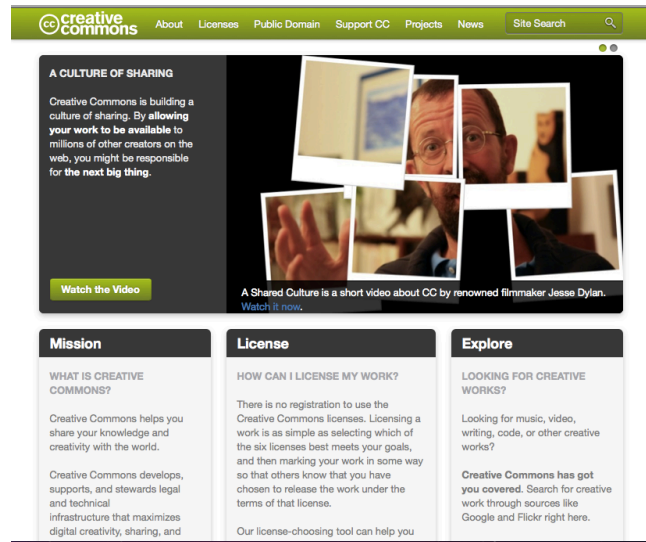 cc creative commons
About Licenses Public Domain Support CC Projects News Site Search
A CULTURE OF SHARING
Creative Commons is building a
culture of sharing. By allowing
your work to be available to
millions of other creators on the
web, you might be responsible
for the next big thing.
Watch the Video
A Shared Culture is a short video about CC by renowned filmmaker Jesse Dylan.
Watch it now.
Mission
WHAT IS CREATIVE
COMMONS?
Creative Commons helps you
share your knowledge and
creativity with the world.
Creative Commons develops,
supports, and stewards legal
and technical
infrastructure that maximizes
digital creativity, sharing, and
License
HOW CAN I LICENSE MY WORK?
There is no registration to use the
Creative Commons licenses. Licensing a
work is as simple as selecting which of
the six licenses best meets your goals,
and then marking your work in some way
so that others know that you have
chosen to release the work under the
terms of that license.
Our license-choosing tool can help you
Explore
LOOKING FOR CREATIVE
WORKS?
Looking for music, video,
writing, code, or other creative
works?
Creative Commons has got
you covered. Search for creative
work through sources like
Google and Flickr right here.